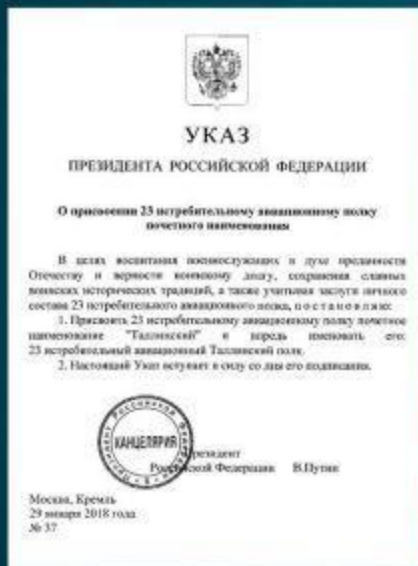 УКАЗ
ПРЕЗИДЕНТА РОССИЙСКОЙ ФЕДЕРАЦИИ
О присвоении 23 истребительному авиационному полку
почетного наименования
В целях воспитания военнослужащих в духе преданности
Отечеству и верности воинскому долгу, сохранения славных
воинских исторических традиций, а также учитывая заслуги личного
состава 23 истребительного авиационного полка, п о с т а н о в л я ю:
1. Присвоить 23 истребительному авиационному полку почетное
наименование "Таллинский" и впредь именовать его:
23 истребительный авиационный Таллинский полк.
2. Настоящий Указ вступает в силу со дня его подписания.
Президент Российской Федерации
КАНЦЕЛЯРИЯ
Президент
Российской Федерации В.Путин
Москва, Кремль
29 января 2018 года
№ 37